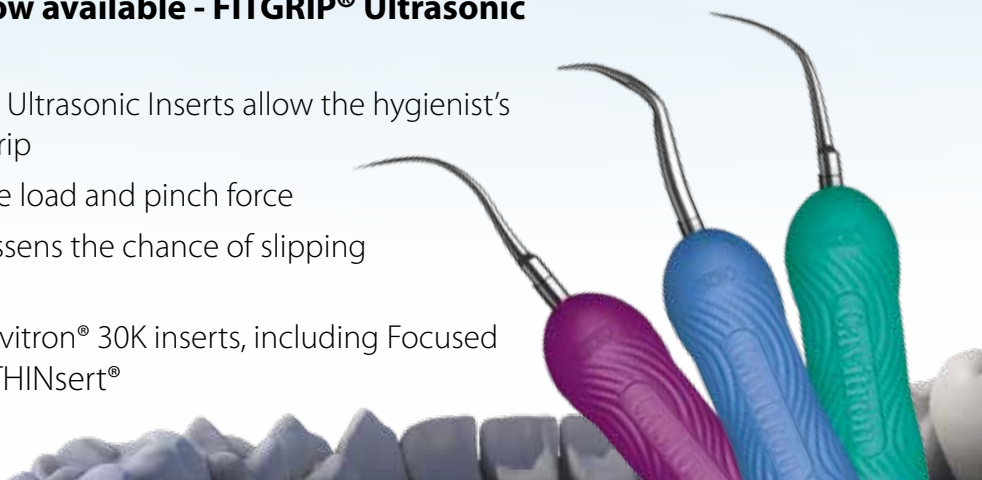 ow available - FITGRIP® Ultrasonic
Ultrasonic Inserts allow the hygienist’s
rip
e load and pinch force
ssens the chance of slipping
vitron® 30K inserts, including Focused
THINsert®
Cavitron